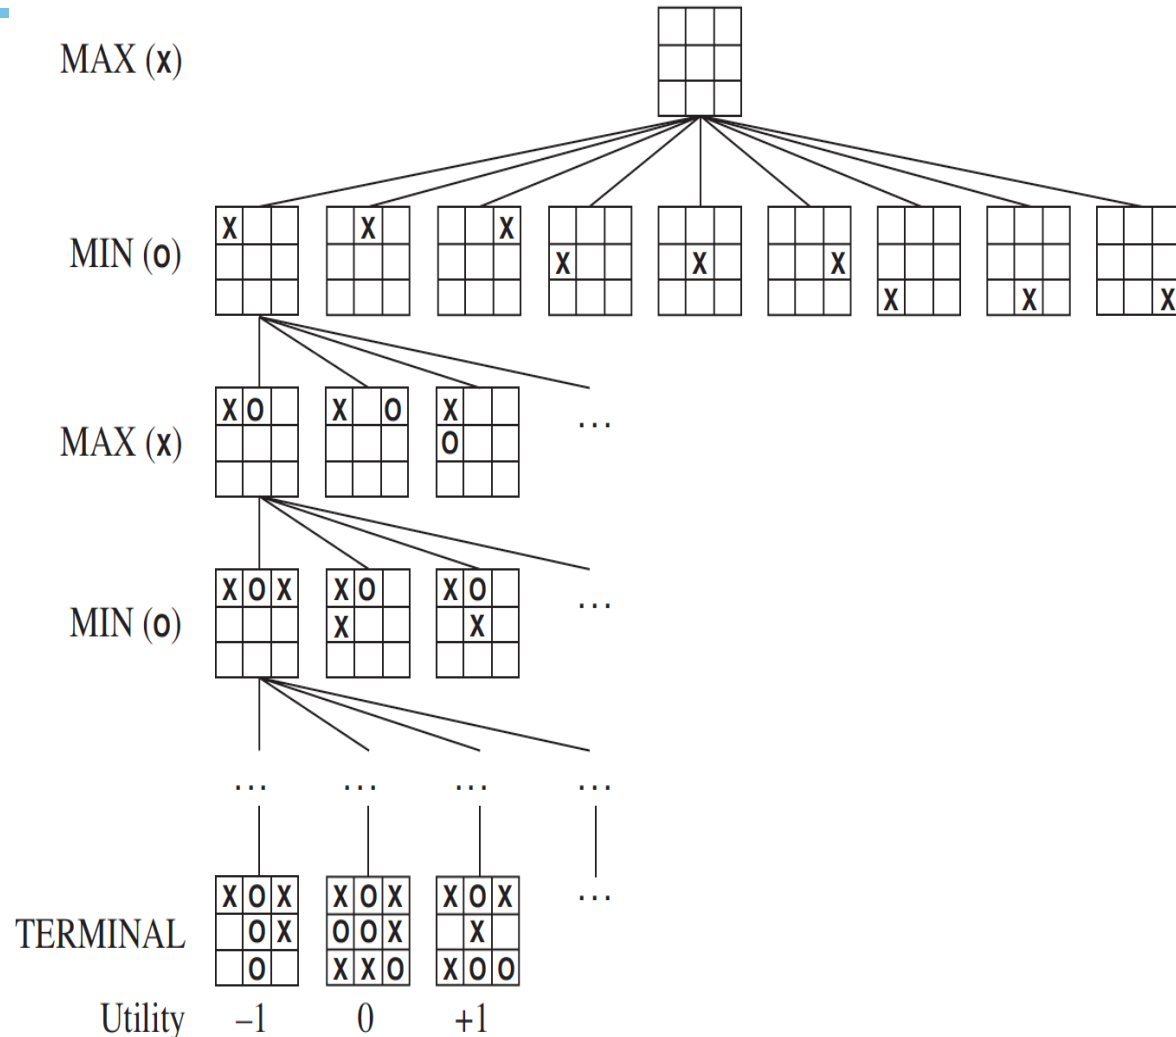 MAX (x)
X X X X X X X X X
MIN (o)
X O X O X
O
...
MAX (x)
X O X X O X O
X X
...
MIN (o)
... ... ... ...
X O X X O X X O X
...
O X O O X X
TERMINAL
O X X O X O O
Utility –1 0 +1